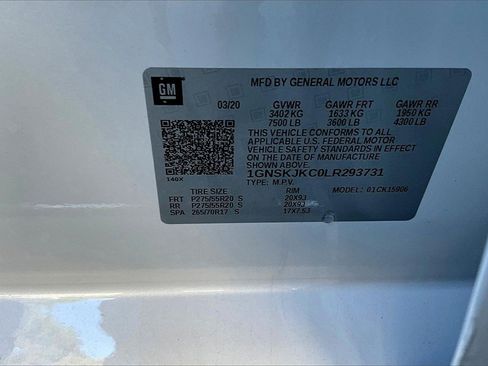 GM
MFD BY GENERAL MOTORS LLC
03/20 GVWR GAWR FRT GAWR RR
3402 KG 1633 KG 1950 KG
7500 LB 3600 LB 4300 LB
THIS VEHICLE CONFORMS TO ALL
APPLICABLE U.S. FEDERAL MOTOR
VEHICLE SAFETY STANDARDS IN
EFFECT ON THE DATE OF MANUFACTURE
SHOWN ABOVE.
1GNSKJKC0LR293731
TYPE: M.P.V. MODEL: 01CK15906
140X
TIRE SIZE RIM
FRT P275/55R20 S 20X9J
RR P275/55R20 S 20X9J
SPA 265/70R17 S 17X7.5J